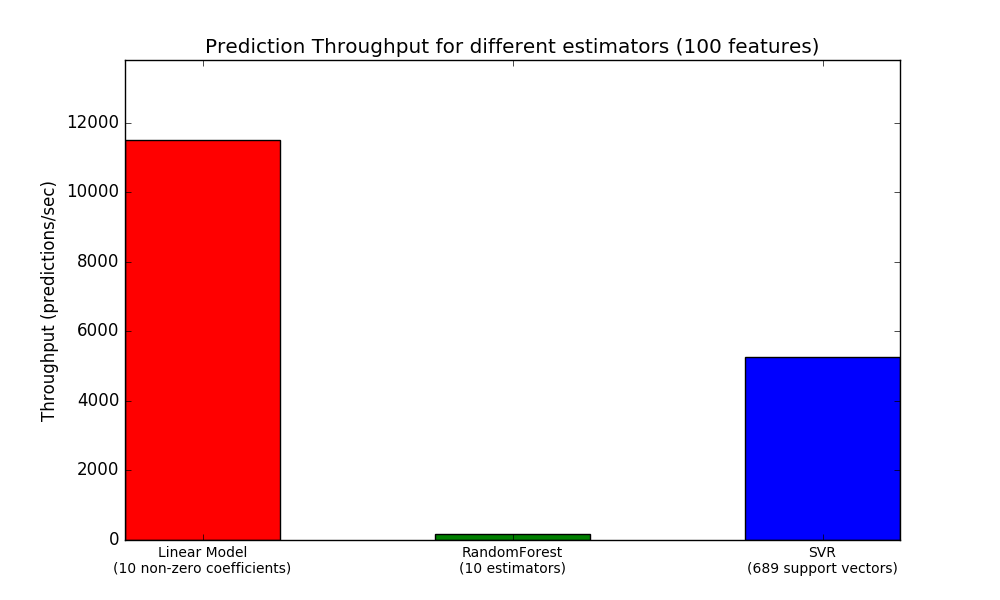 Prediction Throughput for different estimators (100 features)
Throughput (predictions/sec)
12000
10000
8000
6000
4000
2000
0
Linear Model
(10 non-zero coefficients)
RandomForest
(10 estimators)
SVR
(689 support vectors)